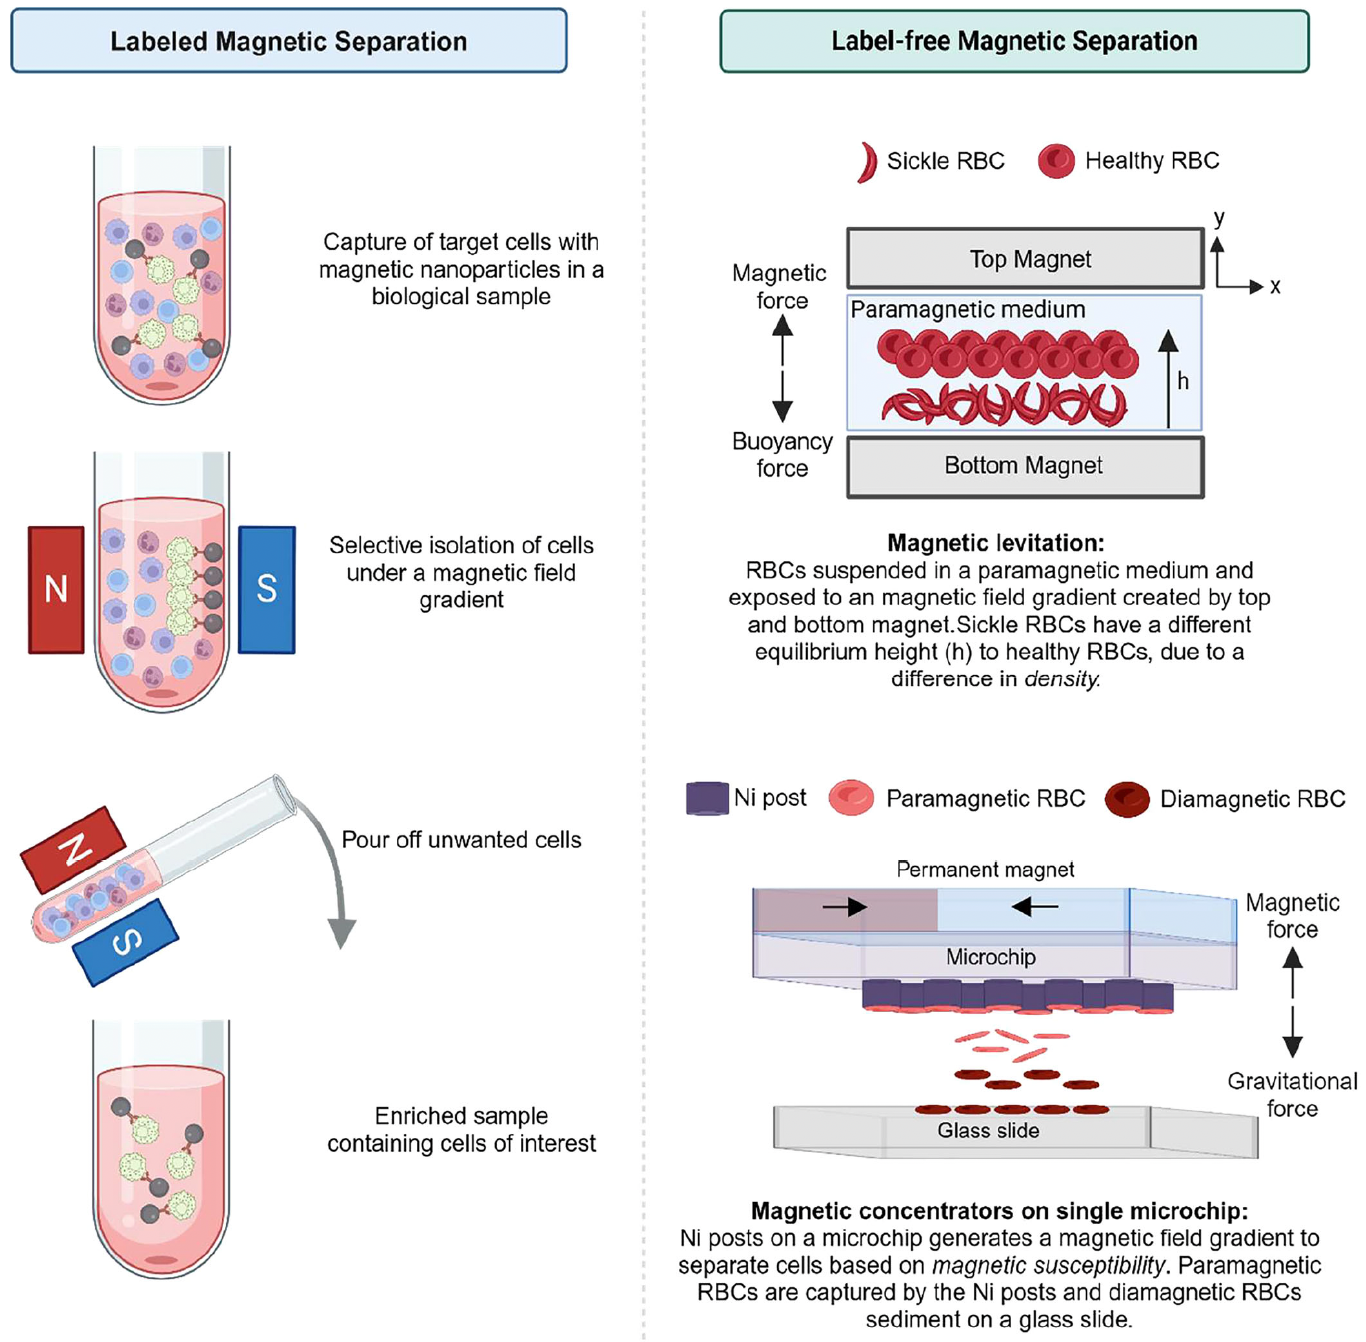 Labeled Magnetic Separation
Capture of target cells with
magnetic nanoparticles in a
biological sample
N
S
Selective isolation of cells
under a magnetic field
gradient
N
S
Pour off unwanted cells
Enriched sample
containing cells of interest
Label-free Magnetic Separation
Sickle RBC
Healthy RBC
y
x
Top Magnet
Magnetic
force
Paramagnetic medium
h
Buoyancy
force
Bottom Magnet
Magnetic levitation:
RBCs suspended in a paramagnetic medium and
exposed to an magnetic field gradient created by top
and bottom magnet.Sickle RBCs have a different
equilibrium height (h) to healthy RBCs, due to a
difference in density.
Ni post
Paramagnetic RBC
Diamagnetic RBC
Permanent magnet
Magnetic
force
Microchip
Gravitational
force
Glass slide
Magnetic concentrators on single microchip:
Ni posts on a microchip generates a magnetic field gradient to
separate cells based on magnetic susceptibility. Paramagnetic
RBCs are captured by the Ni posts and diamagnetic RBCs
sediment on a glass slide.